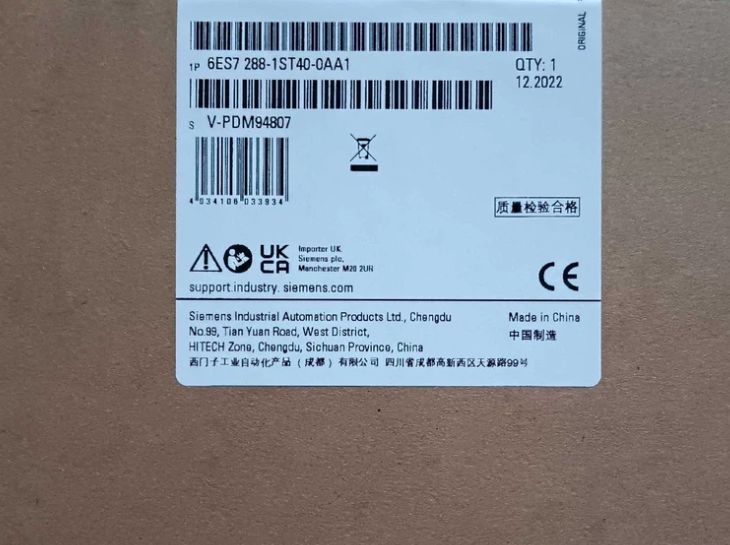 ORIGINAL
1P 6ES7 288-1ST40-0AA1
QTY: 1
12.2022
S V-PDM94807
4 034106 033934
质量检验合格
UK
CA
Importer UK:
Siemens plc,
Manchester M20 2UR
CE
support.industry. siemens.com
Siemens Industrial Automation Products Ltd., Chengdu
Made in China
No.99, Tian Yuan Road, West District,
中国制造
HITECH Zone, Chengdu, Sichuan Province, China
西门子工业自动化产品（成都）有限公司 四川省成都高新西区天源路99号